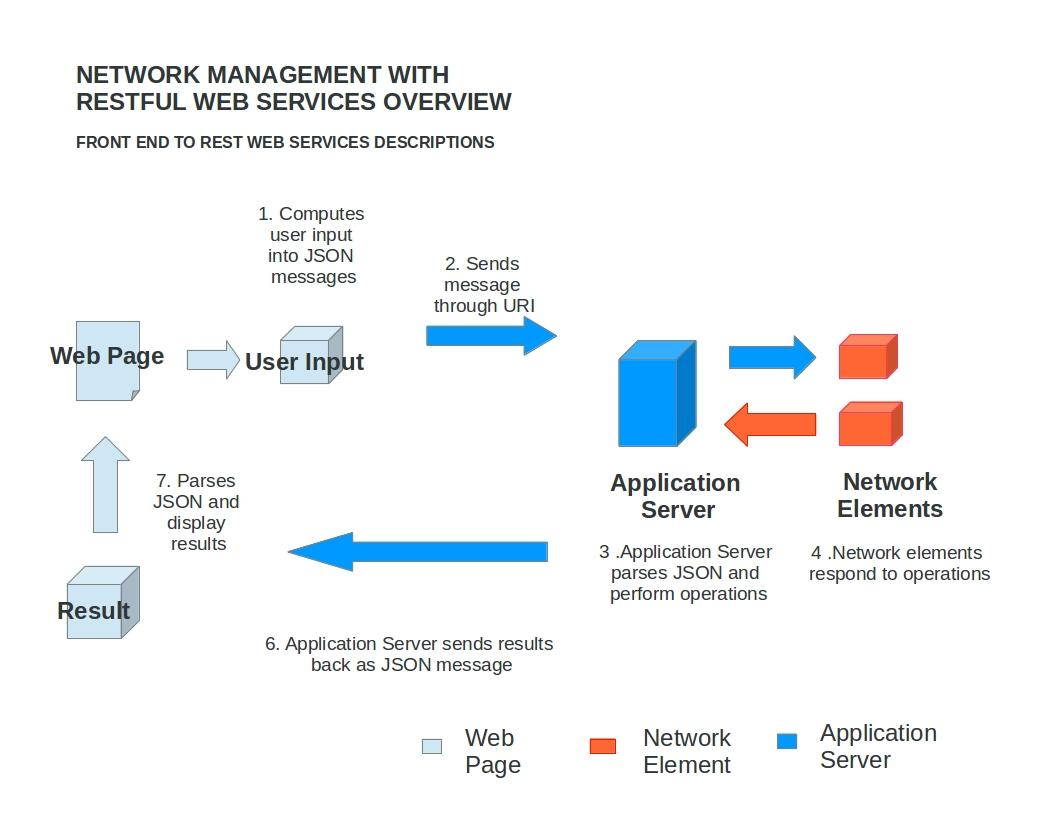 NETWORK MANAGEMENT WITH
RESTFUL WEB SERVICES OVERVIEW
FRONT END TO REST WEB SERVICES DESCRIPTIONS
1. Computes
user input
into JSON
messages
2. Sends
message
through URI
Web Page
User Input
Application
Server
Network
Elements
3 .Application Server
parses JSON and
perform operations
4 .Network elements
respond to operations
7. Parses
JSON and
display
results
Result
6. Application Server sends results
back as JSON message
Web
Page
Network
Element
Application
Server